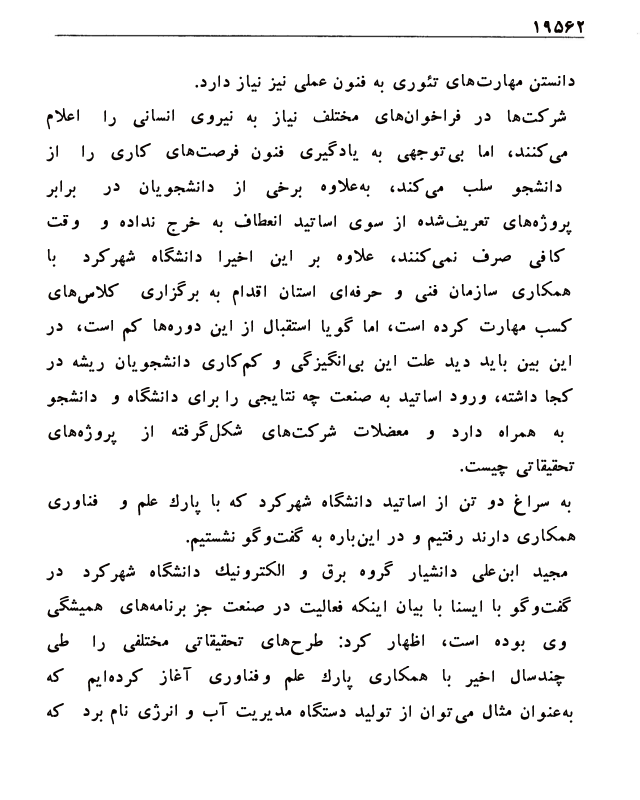 ۱۹۵۶۲
دانستن مهارت‌های تئوری به فنون عملی نیز نیاز دارد.
شرکت‌ها در فراخوان‌های مختلف نیاز به نیروی انسانی را اعلام
می‌کنند، اما بی‌توجهی به یادگیری فنون فرصت‌های کاری را از
دانشجو سلب می‌کند، به‌علاوه برخی از دانشجویان در برابر
پروژه‌های تعریف‌شده از سوی اساتید انعطاف به خرج نداده و وقت
کافی صرف نمی‌کنند، علاوه بر این اخیرا دانشگاه شهرکرد با
همکاری سازمان فنی و حرفه‌ای استان اقدام به برگزاری کلاس‌های
کسب مهارت کرده است، اما گویا استقبال از این دوره‌ها کم است، در
این بین باید دید علت این بی‌انگیزگی و کم‌کاری دانشجویان ریشه در
کجا داشته، ورود اساتید به صنعت چه نتایجی را برای دانشگاه و دانشجو
به همراه دارد و معضلات شرکت‌های شکل‌گرفته از پروژه‌های
تحقیقاتی چیست.
به سراغ دو تن از اساتید دانشگاه شهرکرد که با پارك علم و فناوری
همکاری دارند رفتیم و در این‌باره به گفت‌وگو نشستیم.
مجید ابن‌علی دانشیار گروه برق و الکترونیك دانشگاه شهرکرد در
گفت‌وگو با ایسنا با بیان اینکه فعالیت در صنعت جز برنامه‌های همیشگی
وی بوده است، اظهار کرد: طرح‌های تحقیقاتی مختلفی را طی
چندسال اخیر با همکاری پارك علم وفناوری آغاز کرده‌ایم که
به‌عنوان مثال می‌توان از تولید دستگاه مدیریت آب و انرژی نام برد که